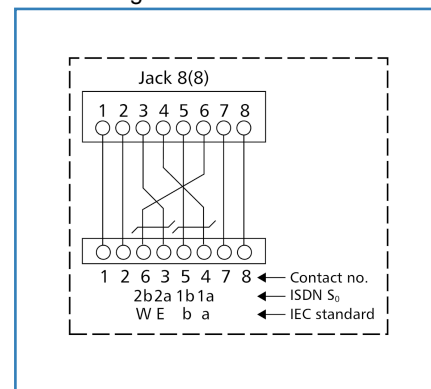 Jack 8(8)
1 2 3 4 5 6 7 8
1 2 6 3 5 4 7 8 Contact no.
2b 2a 1b 1a ISDN S₀
W E b a IEC standard